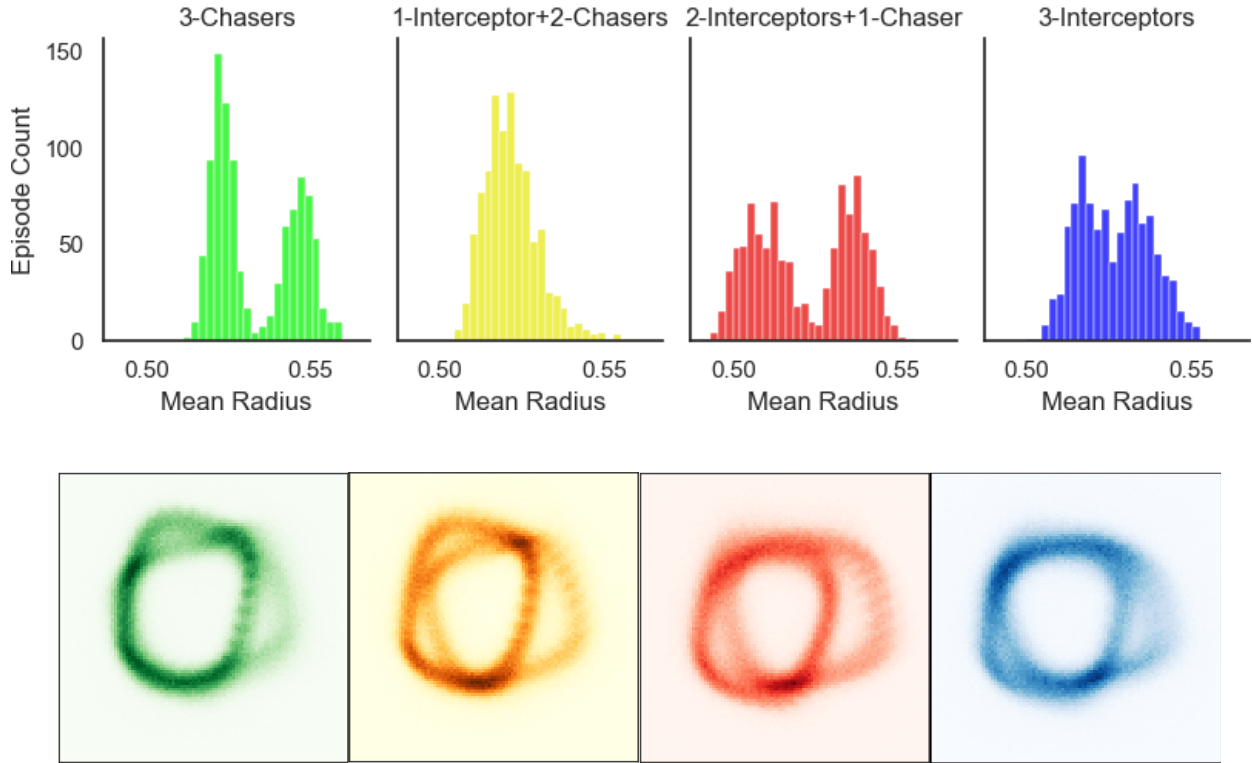 3-Chasers 1-Interceptor+2-Chasers 2-Interceptors+1-Chaser 3-Interceptors
150
100
50
0
Episode Count
0.50 0.55 0.50 0.55 0.50 0.55 0.50 0.55
Mean Radius Mean Radius Mean Radius Mean Radius